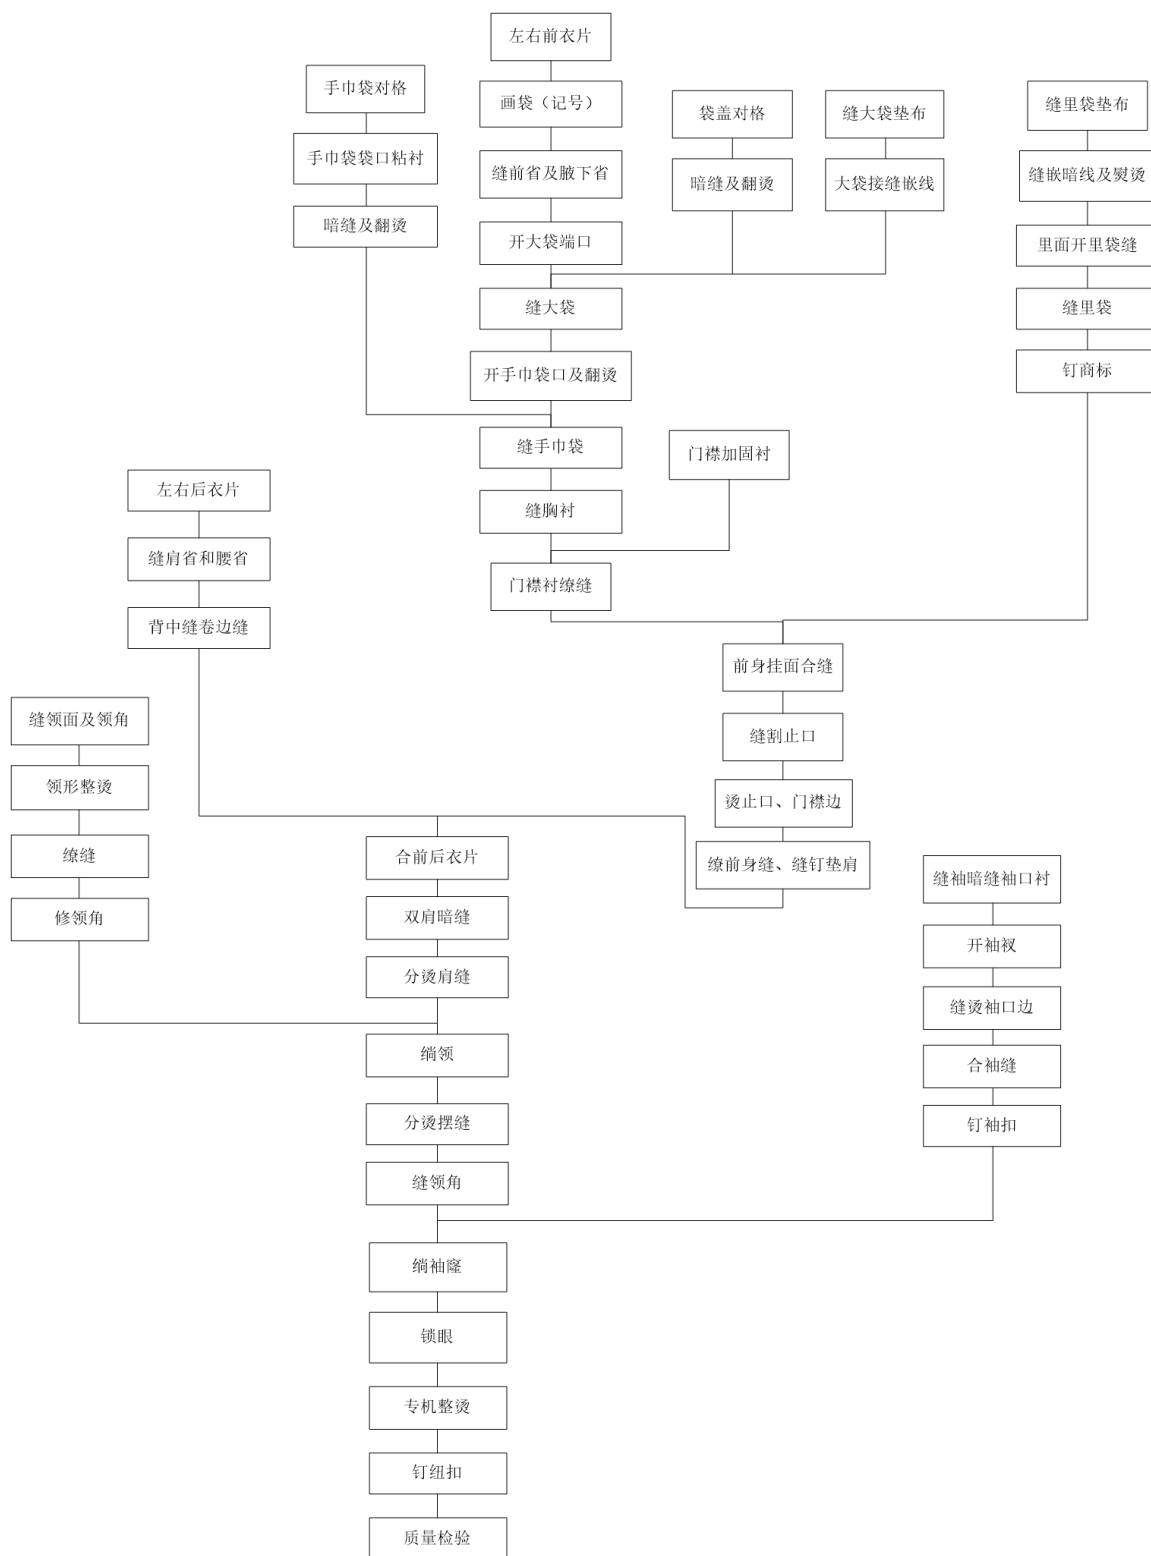 左右前衣片
手巾袋对格
画袋（记号）
袋盖对格
缝大袋垫布
缝里袋垫布
手巾袋袋口粘衬
缝前省及腋下省
暗缝及翻烫
大袋接缝嵌线
缝嵌暗线及熨烫
暗缝及翻烫
开大袋端口
里面开里袋缝
缝大袋
缝里袋
开手巾袋口及翻烫
钉商标
缝手巾袋
门襟加固衬
左右后衣片
缝胸衬
缝肩省和腰省
门襟衬缭缝
背中缝卷边缝
前身挂面合缝
缝领面及领角
缝割止口
领形整烫
烫止口、门襟边
缭缝
合前后衣片
缭前身缝、缝钉垫肩
缝袖暗缝袖口衬
修领角
双肩暗缝
开袖衩
分烫肩缝
缝烫袖口边
绱领
合袖缝
分烫摆缝
钉袖扣
缝领角
绱袖窿
锁眼
专机整烫
钉纽扣
质量检验